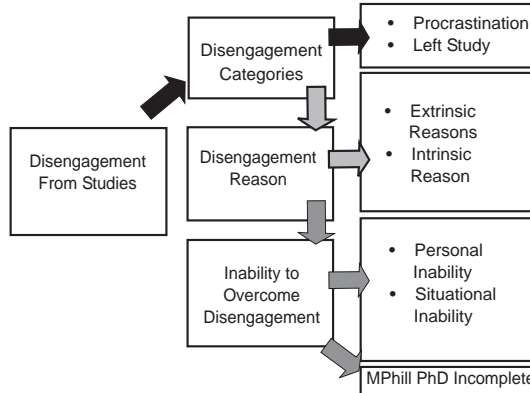 Disengagement
Categories
• Procrastination
• Left Study
Disengagement
From Studies
Disengagement
Reason
• Extrinsic
Reasons
• Intrinsic
Reason
Inability to
Overcome
Disengagement
• Personal
Inability
• Situational
Inability
MPhill PhD Incomplete